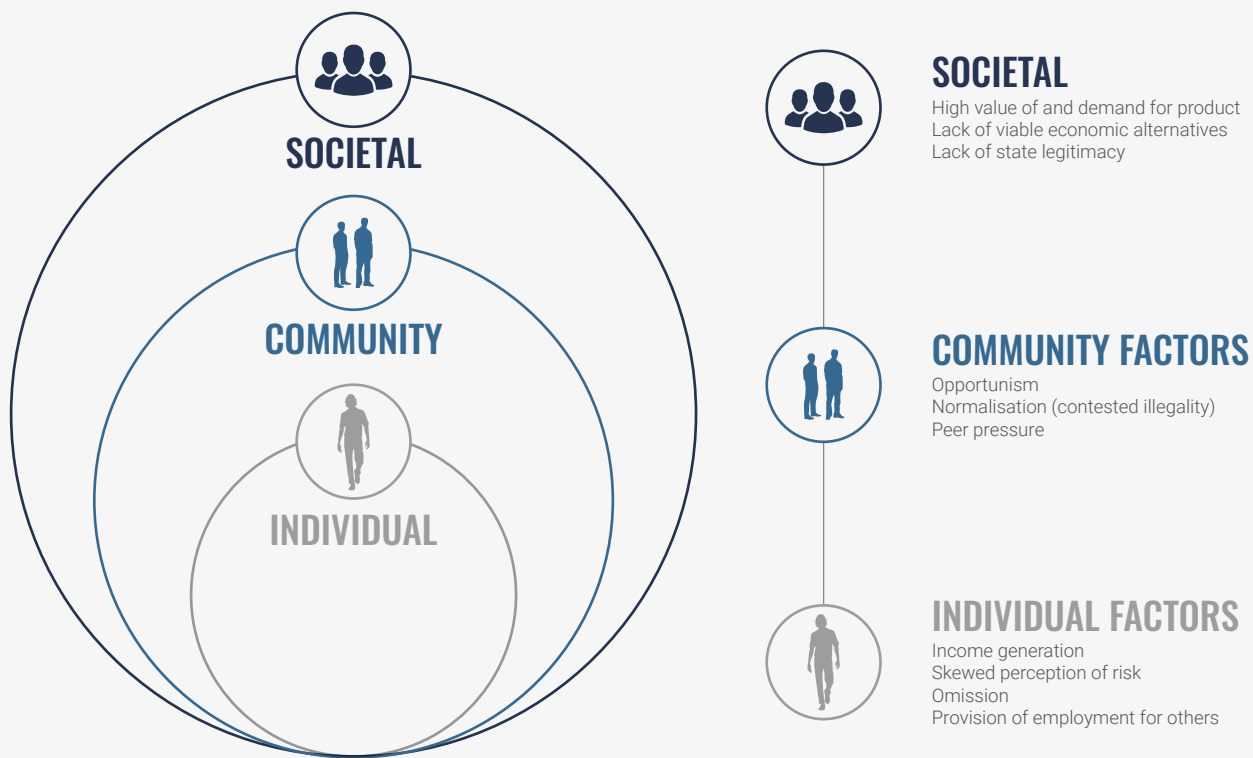 SOCIETAL
COMMUNITY
INDIVIDUAL
SOCIETAL
High value of and demand for product
Lack of viable economic alternatives
Lack of state legitimacy
COMMUNITY FACTORS
Opportunism
Normalisation (contested illegality)
Peer pressure
INDIVIDUAL FACTORS
Income generation
Skewed perception of risk
Omission
Provision of employment for others